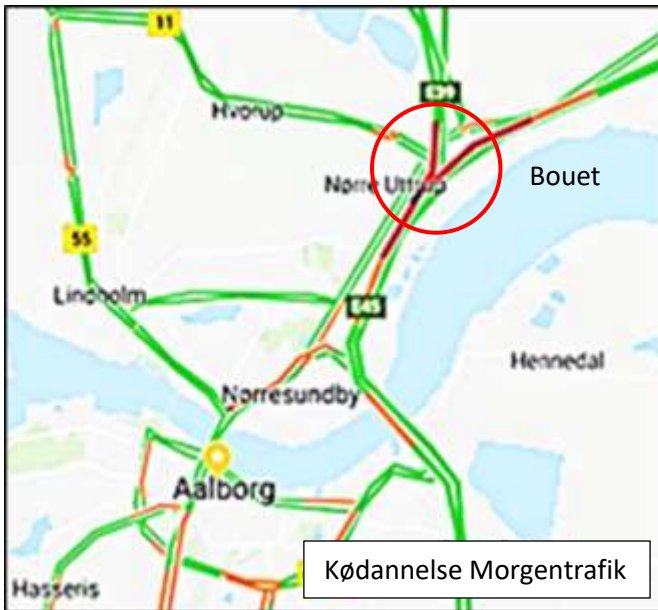 11
E39
Hvorup
Nørre Uttrup
Bouet
55
Lindholm
E45
Hennedal
Nørresundby
Aalborg
Kødannelse Morgentrafik
Hasseris